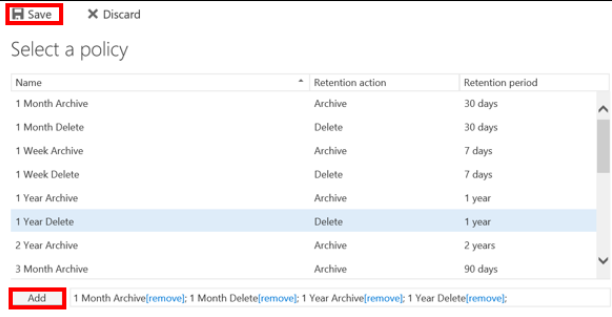 Save Discard
Select a policy
Name Retention action Retention period
1 Month Archive Archive 30 days
1 Month Delete Delete 30 days
1 Week Archive Archive 7 days
1 Week Delete Delete 7 days
1 Year Archive Archive 1 year
1 Year Delete Delete 1 year
2 Year Archive Archive 2 years
3 Month Archive Archive 90 days
Add 1 Month Archive[remove]; 1 Month Delete[remove]; 1 Year Archive[remove]; 1 Year Delete[remove];